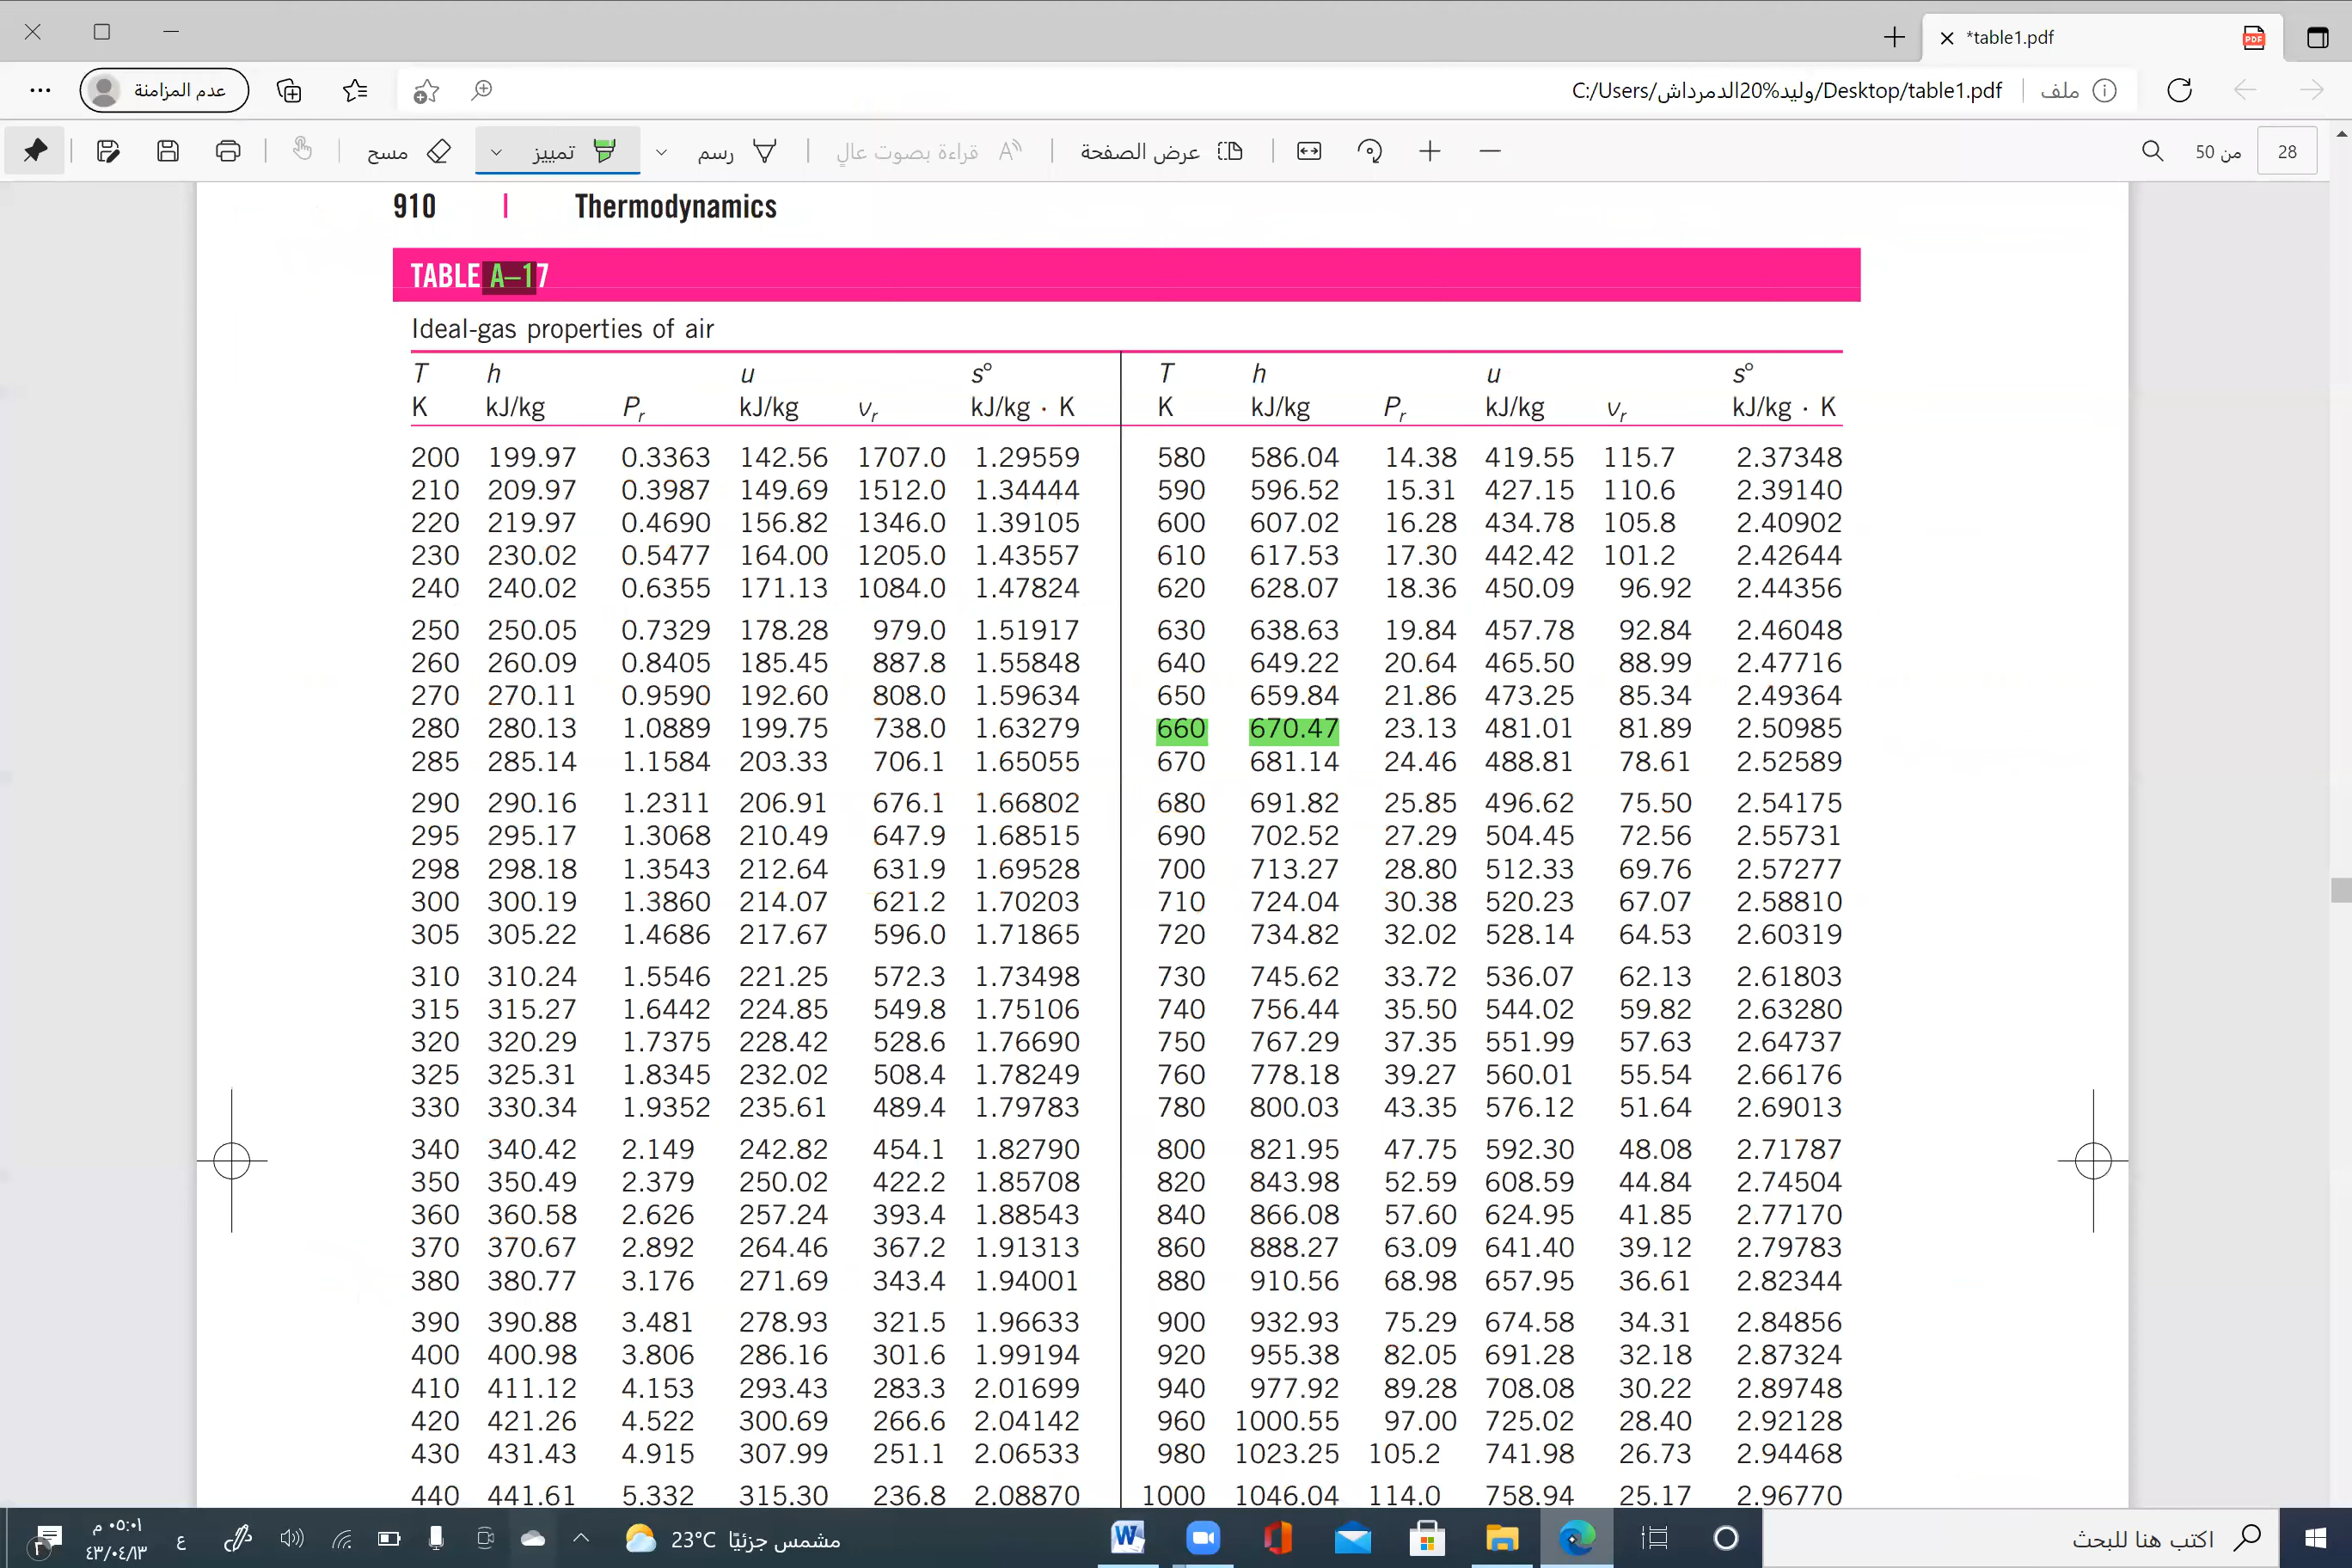 *table1.pdf
عدم المزامنة
C:/Users/وليد%20الدمرداش/Desktop/table1.pdf
ملف
مسح
تمييز
رسم
قراءة بصوت عالٍ
عرض الصفحة
من 50
28
910 | Thermodynamics
TABLE A–17
Ideal-gas properties of air
T h u s° T h u s°
K kJ/kg Pr kJ/kg vr kJ/kg · K K kJ/kg Pr kJ/kg vr kJ/kg · K
200 199.97 0.3363 142.56 1707.0 1.29559 580 586.04 14.38 419.55 115.7 2.37348
210 209.97 0.3987 149.69 1512.0 1.34444 590 596.52 15.31 427.15 110.6 2.39140
220 219.97 0.4690 156.82 1346.0 1.39105 600 607.02 16.28 434.78 105.8 2.40902
230 230.02 0.5477 164.00 1205.0 1.43557 610 617.53 17.30 442.42 101.2 2.42644
240 240.02 0.6355 171.13 1084.0 1.47824 620 628.07 18.36 450.09 96.92 2.44356
250 250.05 0.7329 178.28 979.0 1.51917 630 638.63 19.84 457.78 92.84 2.46048
260 260.09 0.8405 185.45 887.8 1.55848 640 649.22 20.64 465.50 88.99 2.47716
270 270.11 0.9590 192.60 808.0 1.59634 650 659.84 21.86 473.25 85.34 2.49364
280 280.13 1.0889 199.75 738.0 1.63279 660 670.47 23.13 481.01 81.89 2.50985
285 285.14 1.1584 203.33 706.1 1.65055 670 681.14 24.46 488.81 78.61 2.52589
290 290.16 1.2311 206.91 676.1 1.66802 680 691.82 25.85 496.62 75.50 2.54175
295 295.17 1.3068 210.49 647.9 1.68515 690 702.52 27.29 504.45 72.56 2.55731
298 298.18 1.3543 212.64 631.9 1.69528 700 713.27 28.80 512.33 69.76 2.57277
300 300.19 1.3860 214.07 621.2 1.70203 710 724.04 30.38 520.23 67.07 2.58810
305 305.22 1.4686 217.67 596.0 1.71865 720 734.82 32.02 528.14 64.53 2.60319
310 310.24 1.5546 221.25 572.3 1.73498 730 745.62 33.72 536.07 62.13 2.61803
315 315.27 1.6442 224.85 549.8 1.75106 740 756.44 35.50 544.02 59.82 2.63280
320 320.29 1.7375 228.42 528.6 1.76690 750 767.29 37.35 551.99 57.63 2.64737
325 325.31 1.8345 232.02 508.4 1.78249 760 778.18 39.27 560.01 55.54 2.66176
330 330.34 1.9352 235.61 489.4 1.79783 780 800.03 43.35 576.12 51.64 2.69013
340 340.42 2.149 242.82 454.1 1.82790 800 821.95 47.75 592.30 48.08 2.71787
350 350.49 2.379 250.02 422.2 1.85708 820 843.98 52.59 608.59 44.84 2.74504
360 360.58 2.626 257.24 393.4 1.88543 840 866.08 57.60 624.95 41.85 2.77170
370 370.67 2.892 264.46 367.2 1.91313 860 888.27 63.09 641.40 39.12 2.79783
380 380.77 3.176 271.69 343.4 1.94001 880 910.56 68.98 657.95 36.61 2.82344
390 390.88 3.481 278.93 321.5 1.96633 900 932.93 75.29 674.58 34.31 2.84856
400 400.98 3.806 286.16 301.6 1.99194 920 955.38 82.05 691.28 32.18 2.87324
410 411.12 4.153 293.43 283.3 2.01699 940 977.92 89.28 708.08 30.22 2.89748
420 421.26 4.522 300.69 266.6 2.04142 960 1000.55 97.00 725.02 28.40 2.92128
430 431.43 4.915 307.99 251.1 2.06533 980 1023.25 105.2 741.98 26.73 2.94468
440 441.61 5.332 315.30 236.8 2.08870 1000 1046.04 114.0 758.94 25.17 2.96770
اكتب هنا للبحث
23°C مشمس جزئيًا
ع
٠٥:٠١ م
٤٣/٠٤/١٣